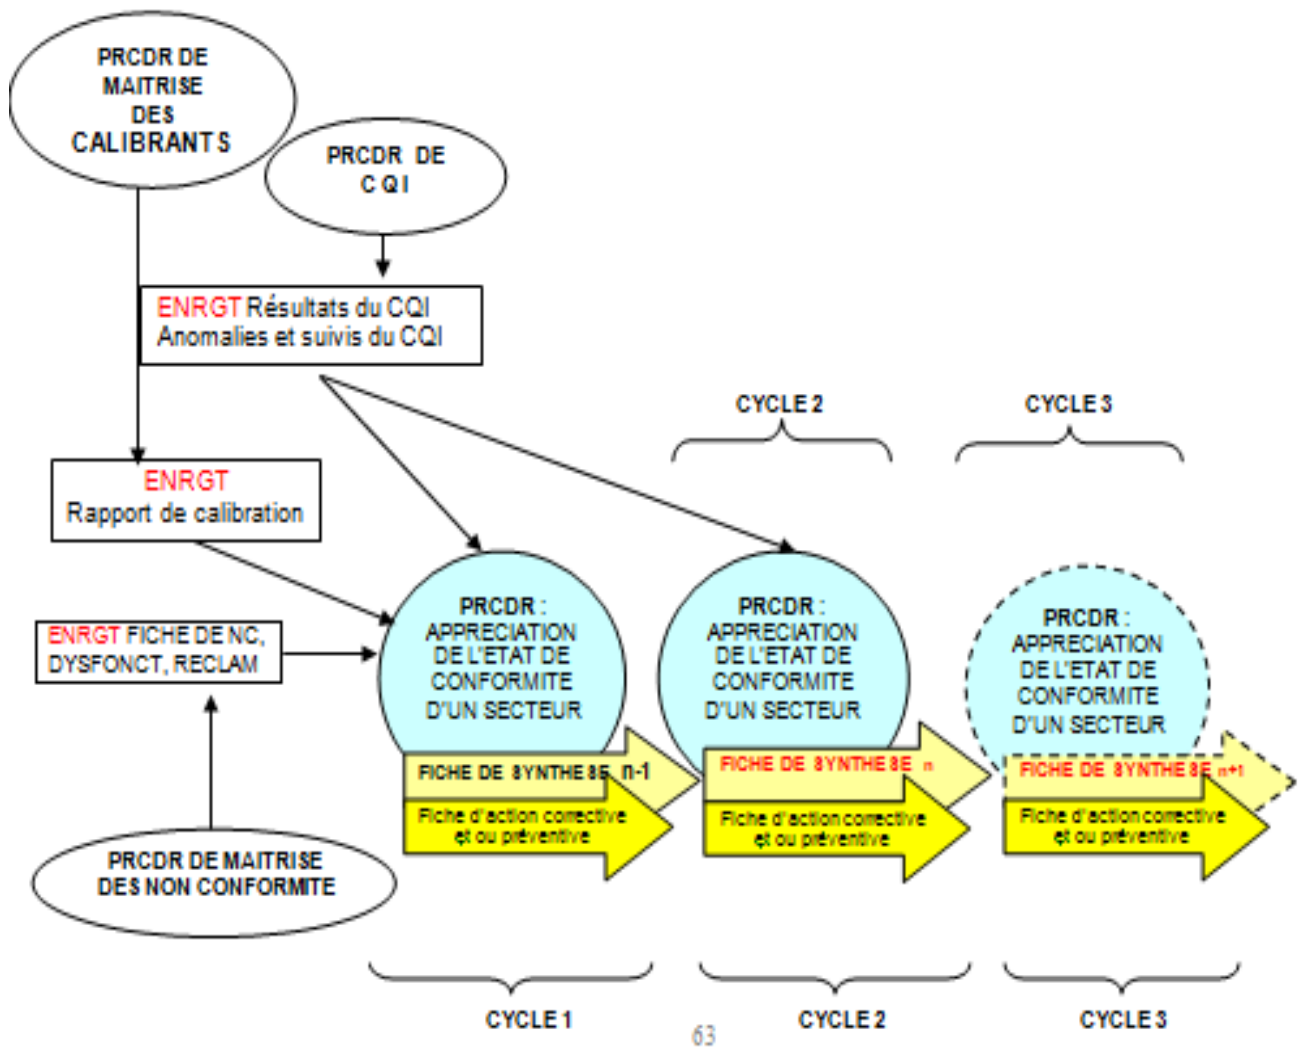 PRCDR DE
MAITRISE
DES
CALIBRANTS
PRCDR DE
CQI
ENRGT Résultats du CQI
Anomalies et suivis du CQI
CYCLE 2
CYCLE 3
ENRGT
Rapport de calibration
ENRGT FICHE DE NC,
DYSFONCT, RECLAM
PRCDR :
APPRECIATION
DE L'ETAT DE
CONFORMITE
D'UN SECTEUR
PRCDR :
APPRECIATION
DE L'ETAT DE
CONFORMITE
D'UN SECTEUR
PRCDR :
APPRECIATION
DE L'ETAT DE
CONFORMITE
D'UN SECTEUR
FICHE DE SYNTHESE n-1
FICHE DE SYNTHESE n
FICHE DE SYNTHESE n+1
Fiche d'action corrective
et ou préventive
Fiche d'action corrective
et ou préventive
Fiche d'action corrective
et ou préventive
PRCDR DE MAITRISE
DES NON CONFORMITE
CYCLE 1
CYCLE 2
CYCLE 3
63